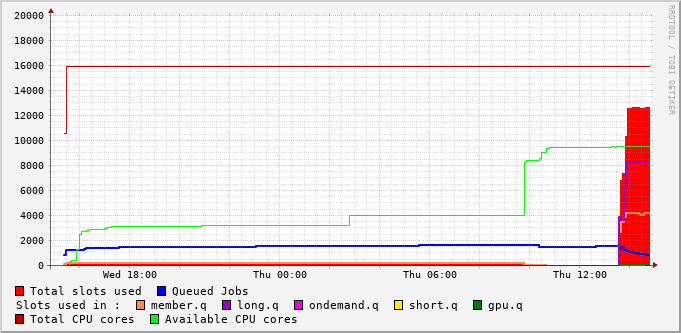 RRDTOOL / TOBI OETIKER
20000
18000
16000
14000
12000
10000
8000
6000
4000
2000
0
Wed 18:00 Thu 00:00 Thu 06:00 Thu 12:00
Total slots used Queued Jobs
Slots used in : member.q long.q ondemand.q short.q gpu.q
Total CPU cores Available CPU cores